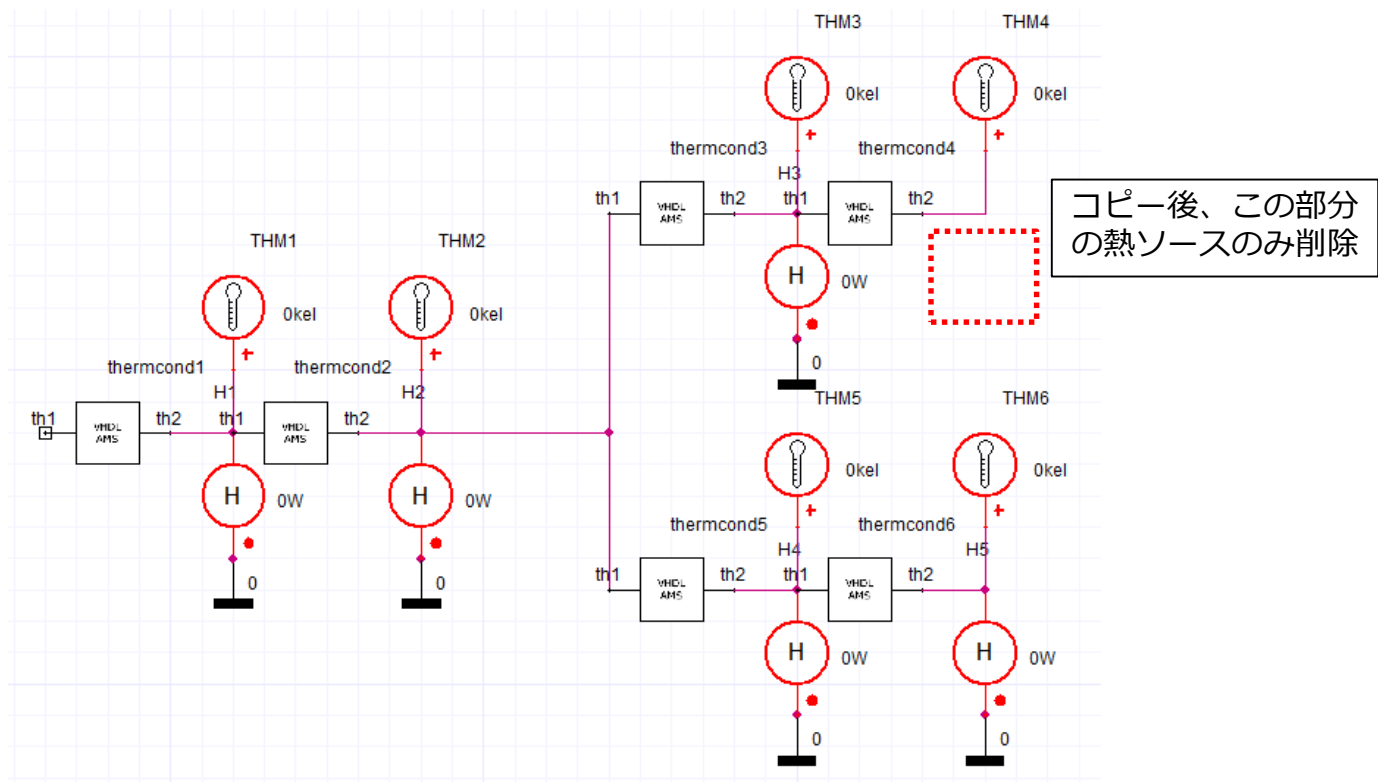 THM3
THM4
0kel
0kel
thermcond3
thermcond4
H3
th1
VHDL
AMS
th2
th1
VHDL
AMS
th2
コピー後、この部分
の熱ソースのみ削除
THM1
THM2
H
0W
0kel
0kel
0
thermcond1
thermcond2
H1
H2
THM5
THM6
th1
VHDL
AMS
th2
th1
VHDL
AMS
th2
0kel
0kel
H
0W
H
0W
thermcond5
thermcond6
H4
H5
th1
VHDL
AMS
th2
th1
VHDL
AMS
th2
0
0
H
0W
H
0W
0
0